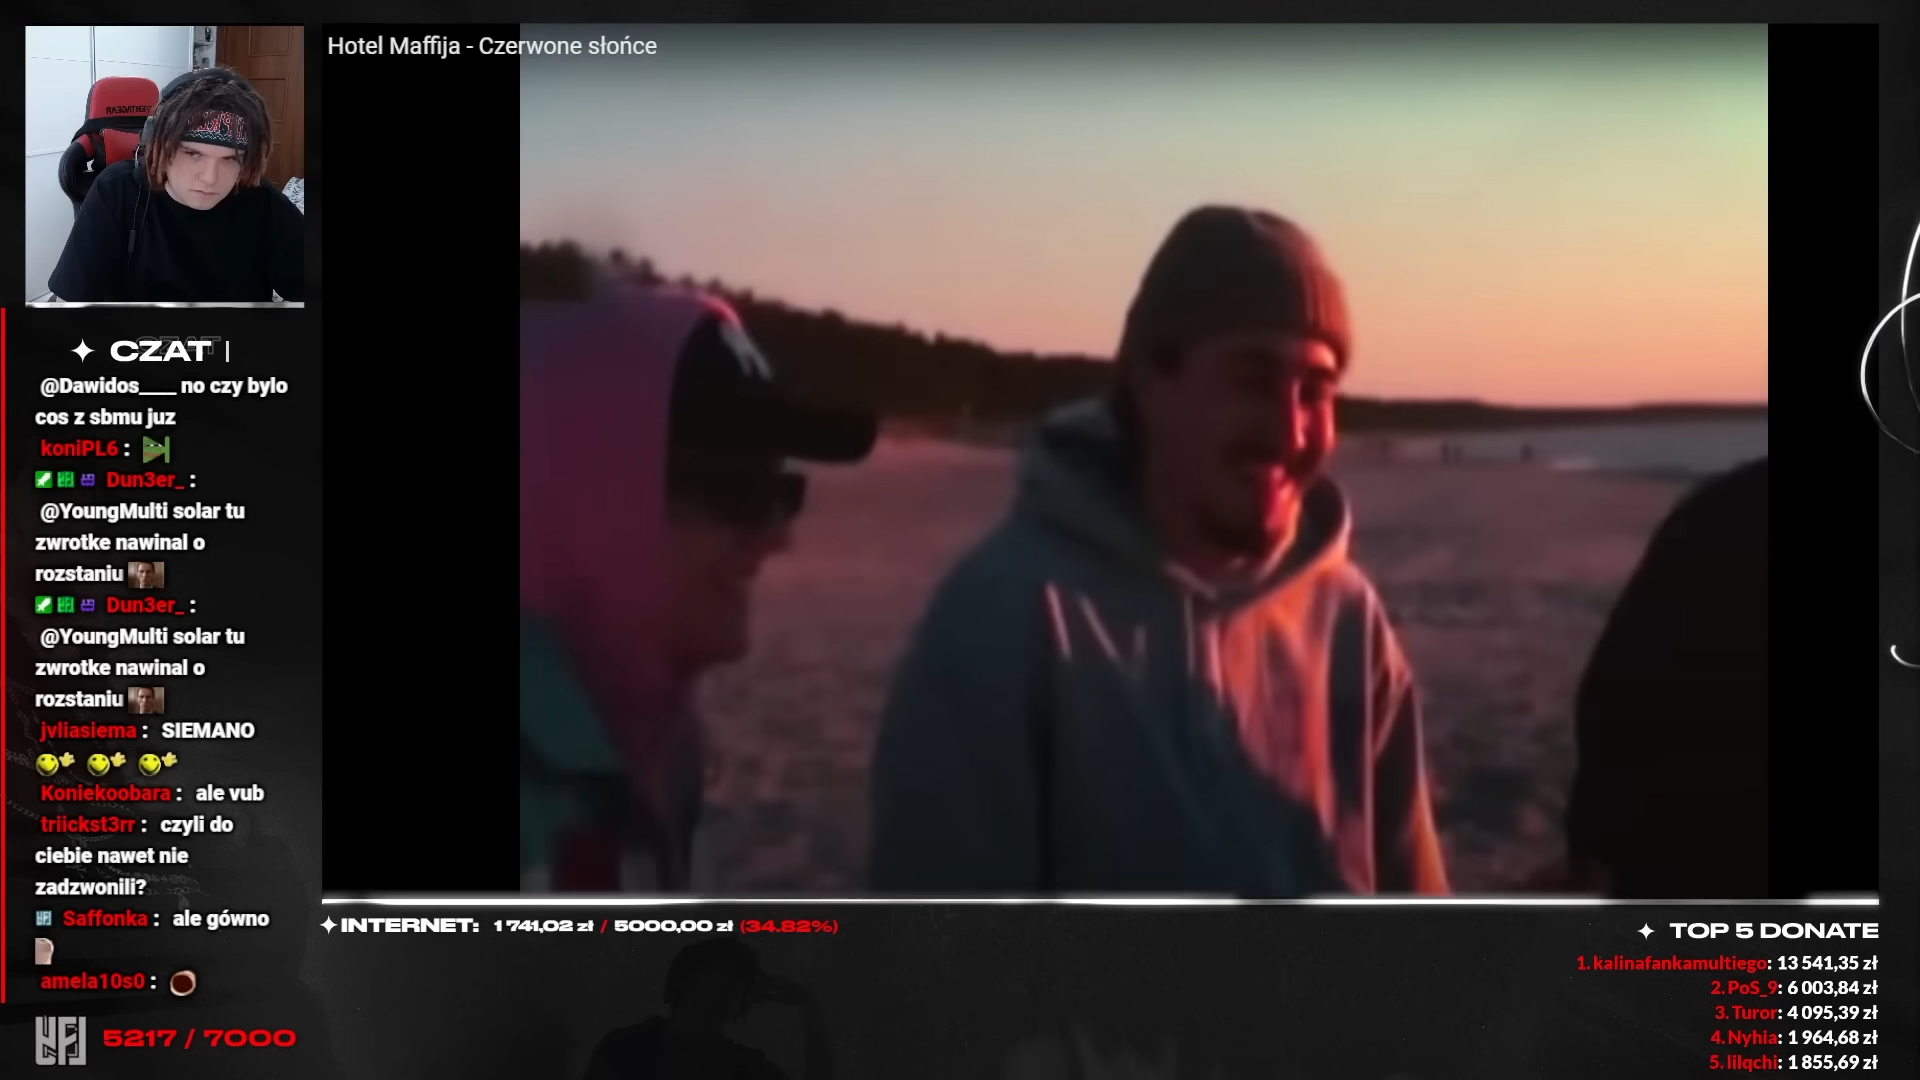 Hotel Maffija - Czerwone słońce
CZAT |
@Dawidos____ no czy bylo
cos z sbmu juz
koniPL6 :
Dun3er_ :
@YoungMulti solar tu
zwrotke nawinal o
rozstaniu
Dun3er_ :
@YoungMulti solar tu
zwrotke nawinal o
rozstaniu
jvliasiema : SIEMANO
Koniekoobara : ale vub
triickst3rr : czyli do
ciebie nawet nie
zadzwonili?
Saffonka : ale gówno
amela10s0 :
5217 / 7000
INTERNET: 1 741,02 zł / 5000,00 zł (34.82%)
TOP 5 DONATE
1. kalinafankamultiego: 13 541,35 zł
2. PoS_9: 6 003,84 zł
3. Turor: 4 095,39 zł
4. Nyhia: 1 964,68 zł
5. lilqchi: 1 855,69 zł